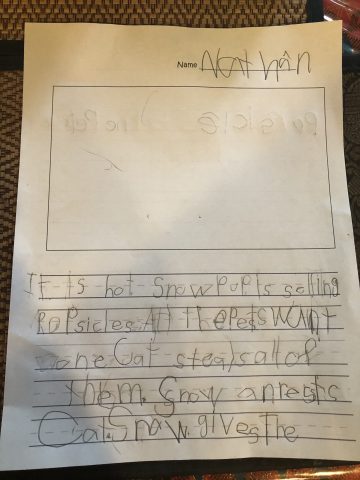 Name Nathan
Popsicle
It is hot Snow Pup is selling
Popsicles All the Pets want
one Cat steals all of
them. Snow arrests
Cat. Snow gives the